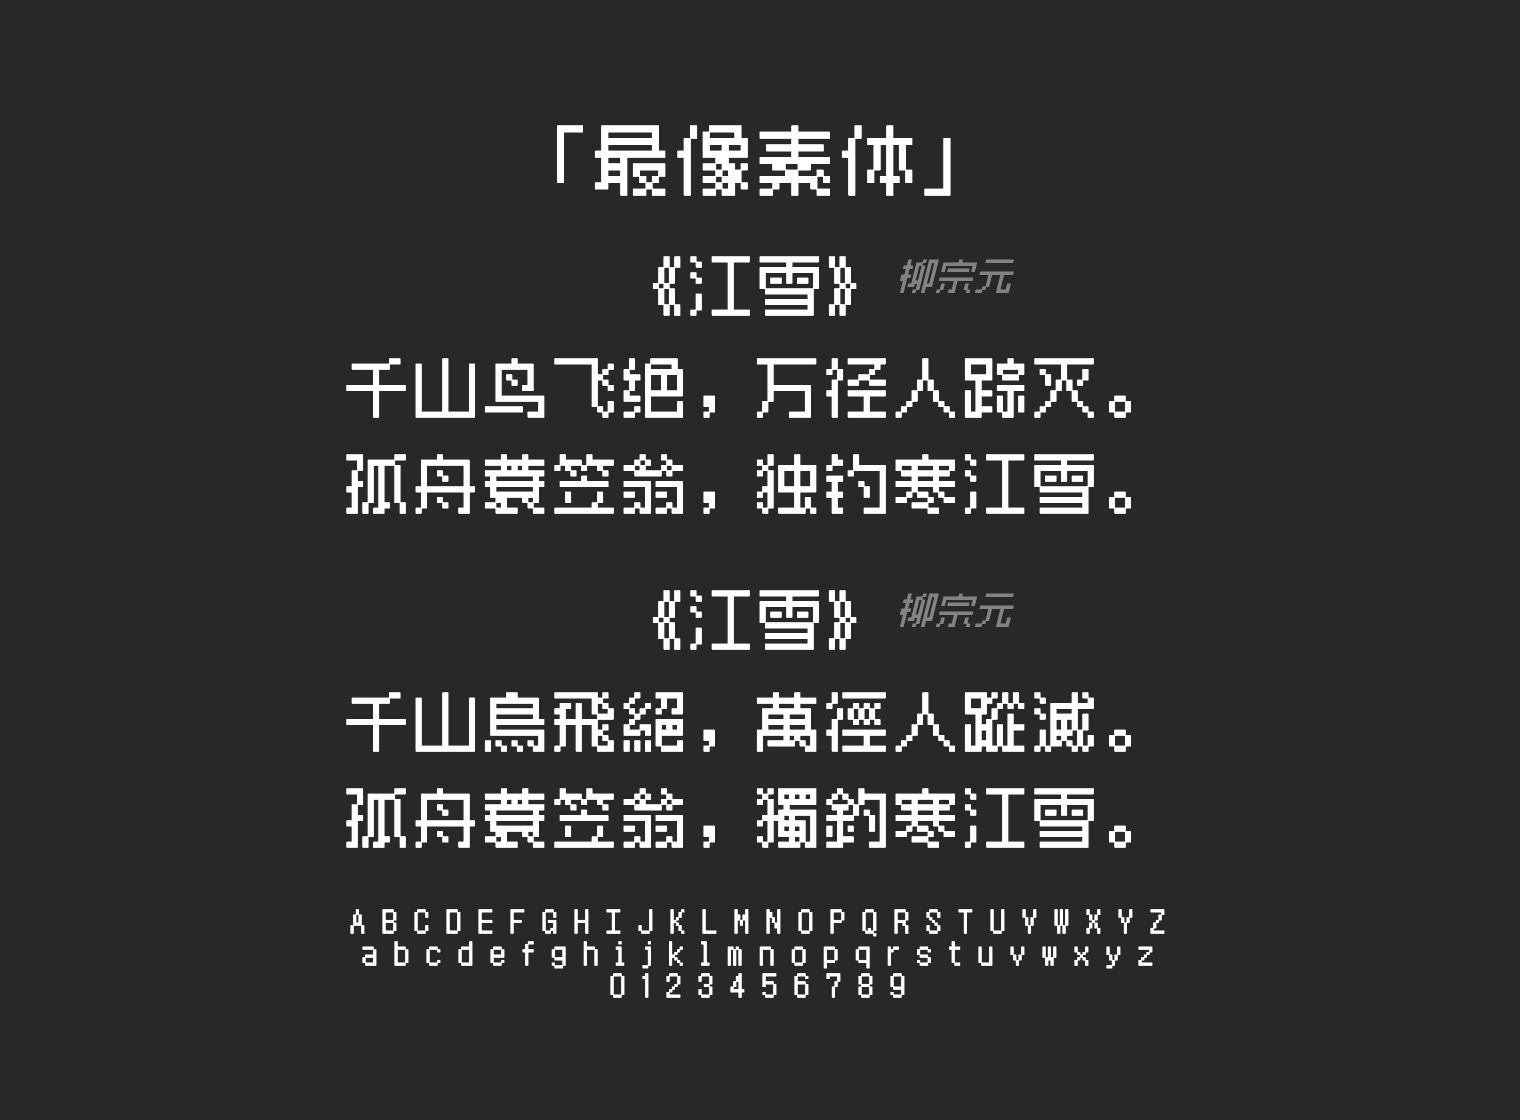 「最像素体」
《江雪》 柳宗元
千山鸟飞绝，万径人踪灭。
孤舟蓑笠翁，独钓寒江雪。
《江雪》 柳宗元
千山鳥飛絕，萬徑人蹤滅。
孤舟蓑笠翁，獨釣寒江雪。
A B C D E F G H I J K L M N O P Q R S T U V W X Y Z
a b c d e f g h i j k l m n o p q r s t u v w x y z
0 1 2 3 4 5 6 7 8 9